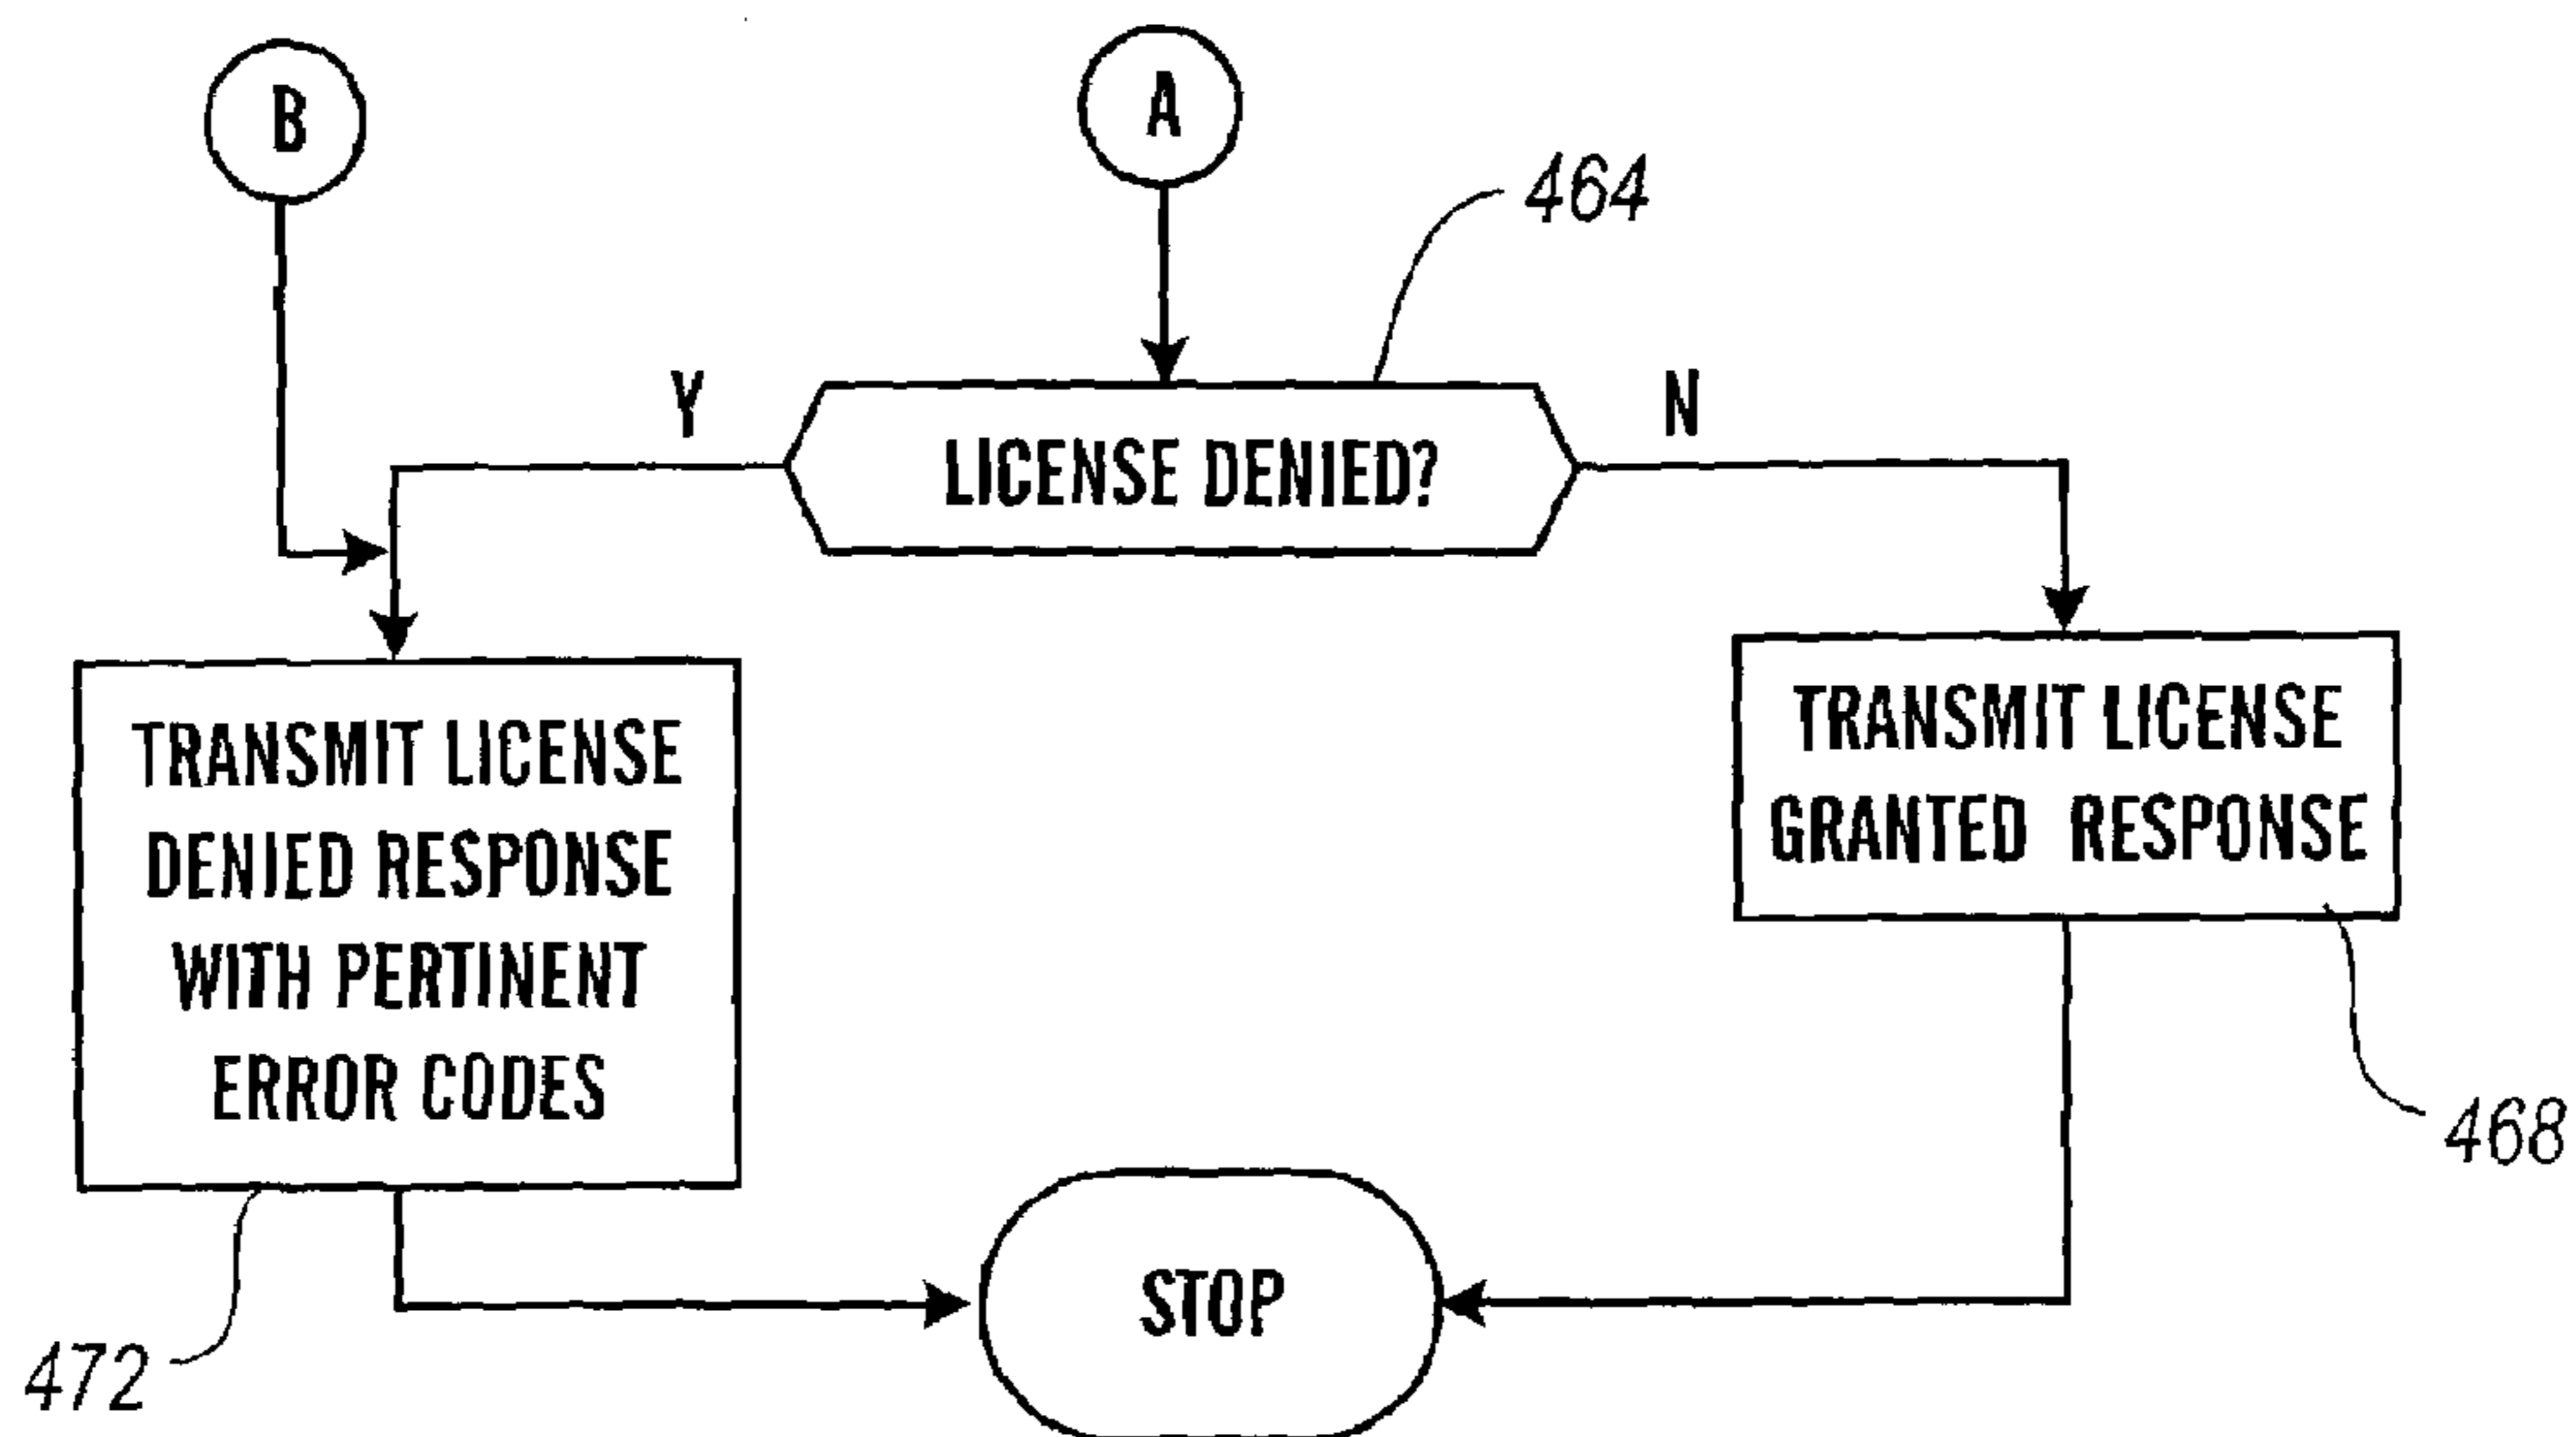 B
A
464
Y
N
LICENSE DENIED?
TRANSMIT LICENSE
DENIED RESPONSE
WITH PERTINENT
ERROR CODES
TRANSMIT LICENSE
GRANTED RESPONSE
468
STOP
472